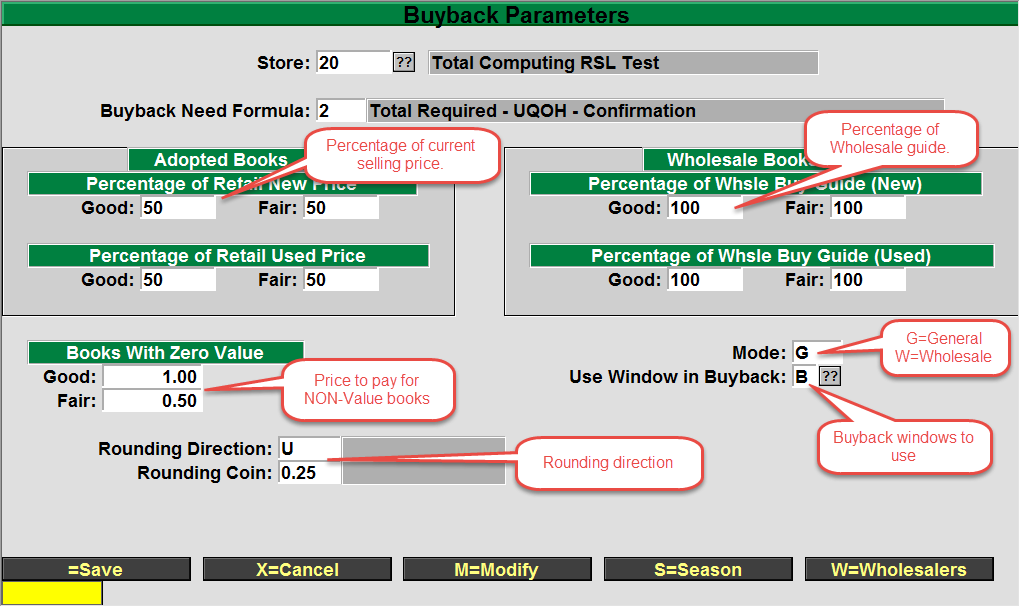 Buyback Parameters
Store: 20 ?? Total Computing RSL Test
Buyback Need Formula: 2 Total Required - UQOH - Confirmation
Percentage of current
selling price.
Percentage of
Wholesale guide.
Adopted Books
Wholesale Books
Percentage of Retail New Price
Percentage of Whsle Buy Guide (New)
Good: 50 Fair: 50
Good: 100 Fair: 100
Percentage of Retail Used Price
Percentage of Whsle Buy Guide (Used)
Good: 50 Fair: 50
Good: 100 Fair: 100
Books With Zero Value
Good: 1.00
Fair: 0.50
Price to pay for
NON-Value books
Mode: G
G=General
W=Wholesale
Use Window in Buyback: B ??
Buyback windows to
use
Rounding Direction: U
Rounding Coin: 0.25
Rounding direction
=Save X=Cancel M=Modify S=Season W=Wholesalers